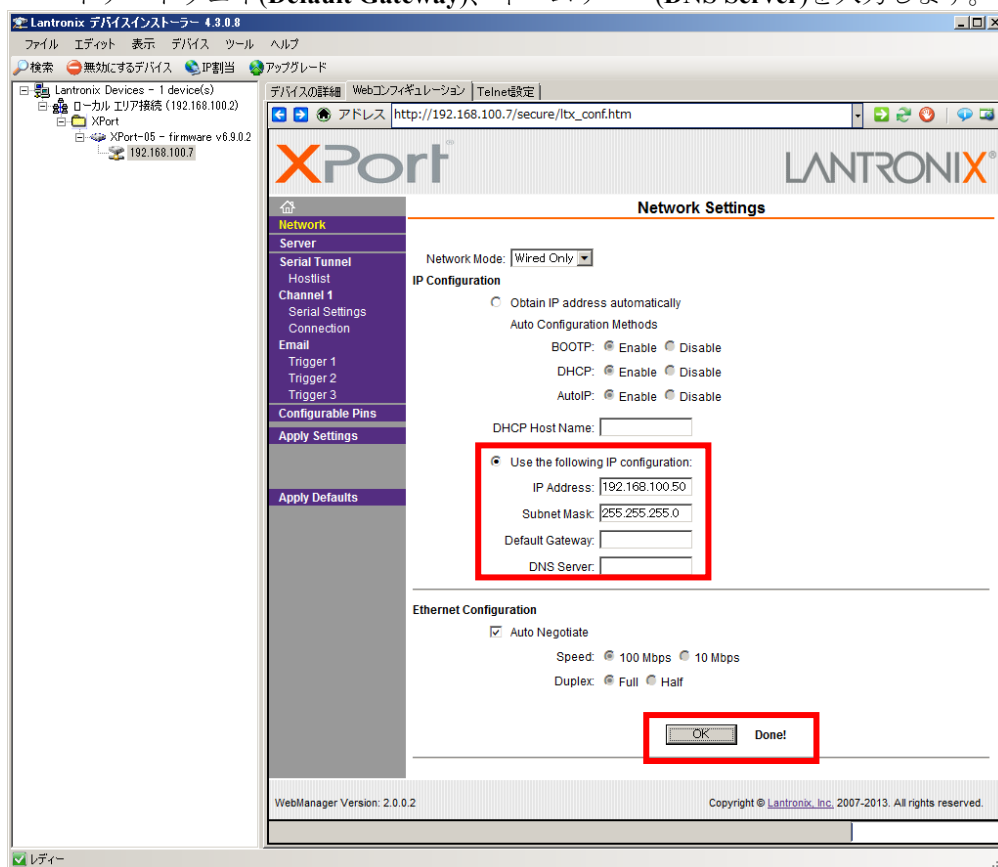 (Default Gateway)、 (DNS Server)を入力します。
Lantronix デバイスインストーラー 4.3.0.8
ファイル エディット 表示 デバイス ツール ヘルプ
検索 無効にするデバイス IP割当 アップグレード
Lantronix Devices - 1 device(s)
ローカル エリア接続 (192.168.100.2)
XPort
XPort-05 - firmware v6.9.0.2
192.168.100.7
デバイスの詳細 Webコンフィギュレーション Telnet設定
アドレス http://192.168.100.7/secure/ltx_conf.htm
XPort™
LANTRONIX®
Network
Server
Serial Tunnel
Hostlist
Channel 1
Serial Settings
Connection
Email
Trigger 1
Trigger 2
Trigger 3
Configurable Pins
Apply Settings
Apply Defaults
Network Settings
Network Mode: Wired Only
IP Configuration
Obtain IP address automatically
Auto Configuration Methods
BOOTP: Enable Disable
DHCP: Enable Disable
AutoIP: Enable Disable
DHCP Host Name:
Use the following IP configuration:
IP Address: 192.168.100.50
Subnet Mask: 255.255.255.0
Default Gateway:
DNS Server:
Ethernet Configuration
Auto Negotiate
Speed: 100 Mbps 10 Mbps
Duplex: Full Half
OK Done!
WebManager Version: 2.0.0.2
Copyright © Lantronix, Inc. 2007-2013. All rights reserved.
レディー